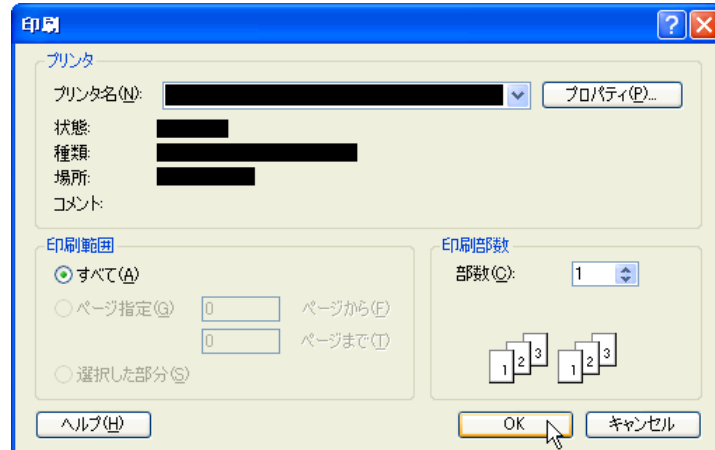 印刷
プリンタ
プリンタ名(N): プロパティ(P)...
状態:
種類:
場所:
コメント:
印刷範囲
すべて(A)
ページ指定(G) 0 ページから(F)
0 ページまで(T)
選択した部分(S)
印刷部数
部数(C): 1
1 2 3 1 2 3
ヘルプ(H) OK キャンセル